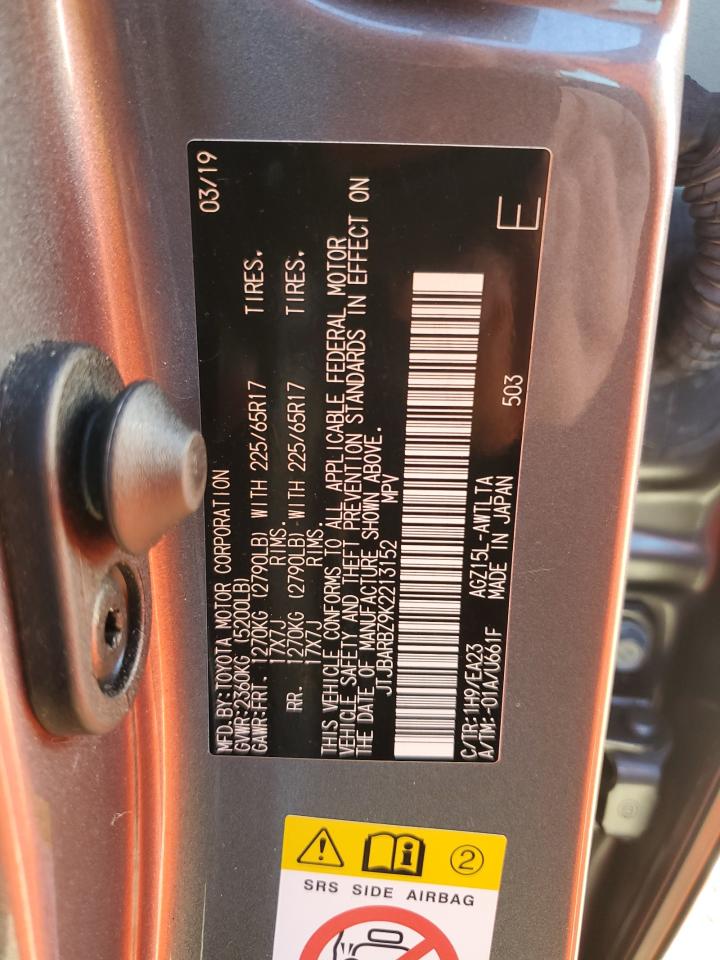 03/19
MFD.BY:TOYOTA MOTOR CORPORATION
GVWR:2360KG (5200LB)
GAWR:FRT. 1270KG (2790LB) WITH 225/65R17 TIRES.
17X7J RIMS.
RR. 1270KG (2790LB) WITH 225/65R17 TIRES.
17X7J RIMS.
THIS VEHICLE CONFORMS TO ALL APPLICABLE FEDERAL MOTOR
VEHICLE SAFETY AND THEFT PREVENTION STANDARDS IN EFFECT ON
THE DATE OF MANUFACTURE SHOWN ABOVE.
JTJBARBZ9K2213152 MPV
C/TR:1H9/EA23 AGZ15L-AWTLTA
A/TM:-01A/U661F MADE IN JAPAN
503
E
2
SRS SIDE AIRBAG